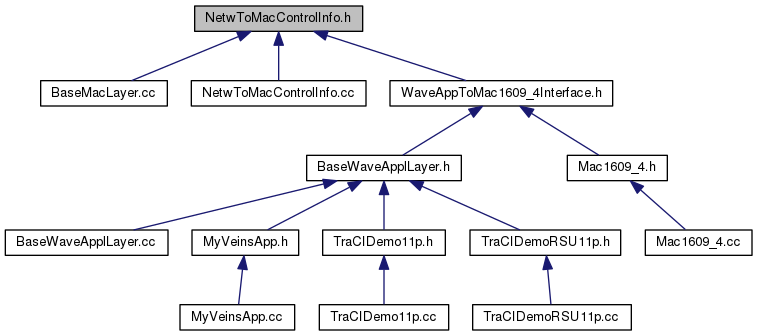 NetwToMacControlInfo.h
BaseMacLayer.cc
NetwToMacControlInfo.cc
WaveAppToMac1609_4Interface.h
BaseWaveApplLayer.h
Mac1609_4.h
BaseWaveApplLayer.cc
MyVeinsApp.h
TraCIDemo11p.h
TraCIDemoRSU11p.h
Mac1609_4.cc
MyVeinsApp.cc
TraCIDemo11p.cc
TraCIDemoRSU11p.cc